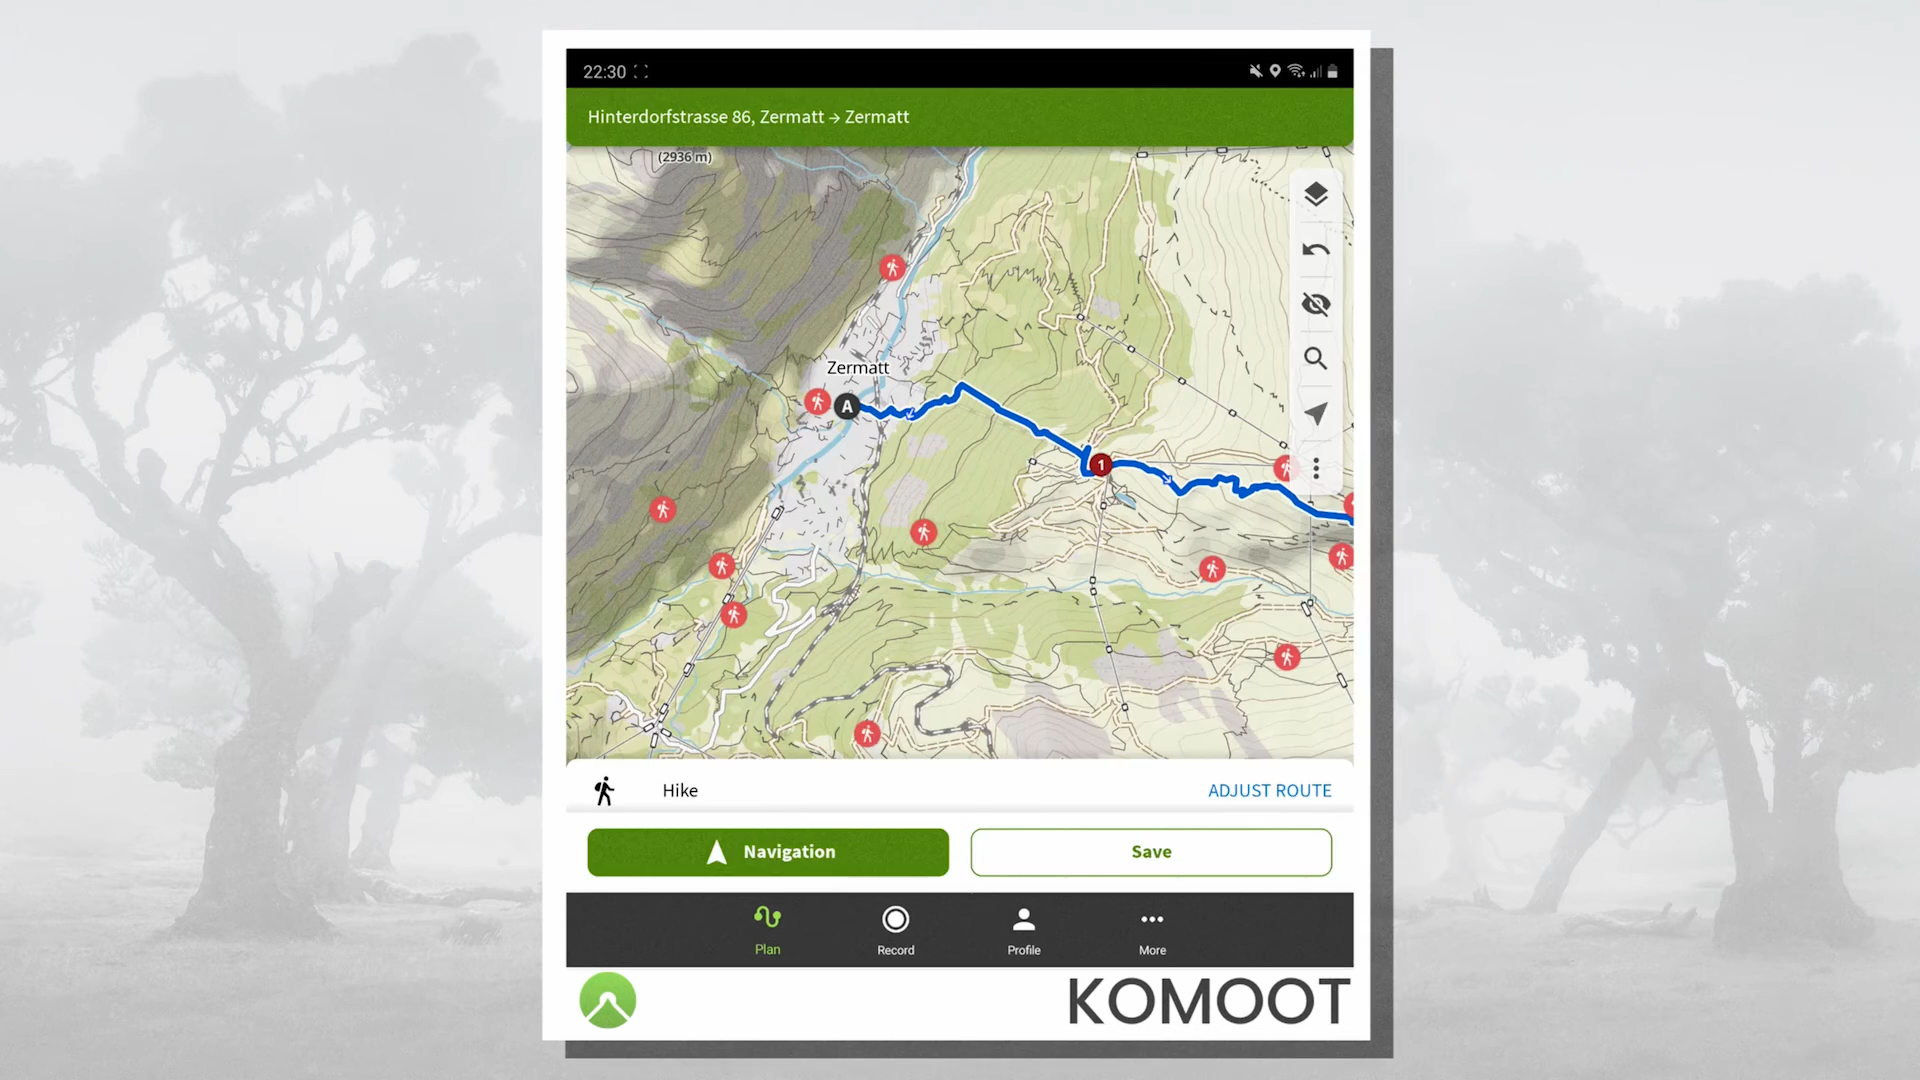 22:30
Hinterdorfstrasse 86, Zermatt → Zermatt
(2936 m)
Zermatt
A
1
Hike
ADJUST ROUTE
Navigation
Save
Plan
Record
Profile
More
KOMOOT